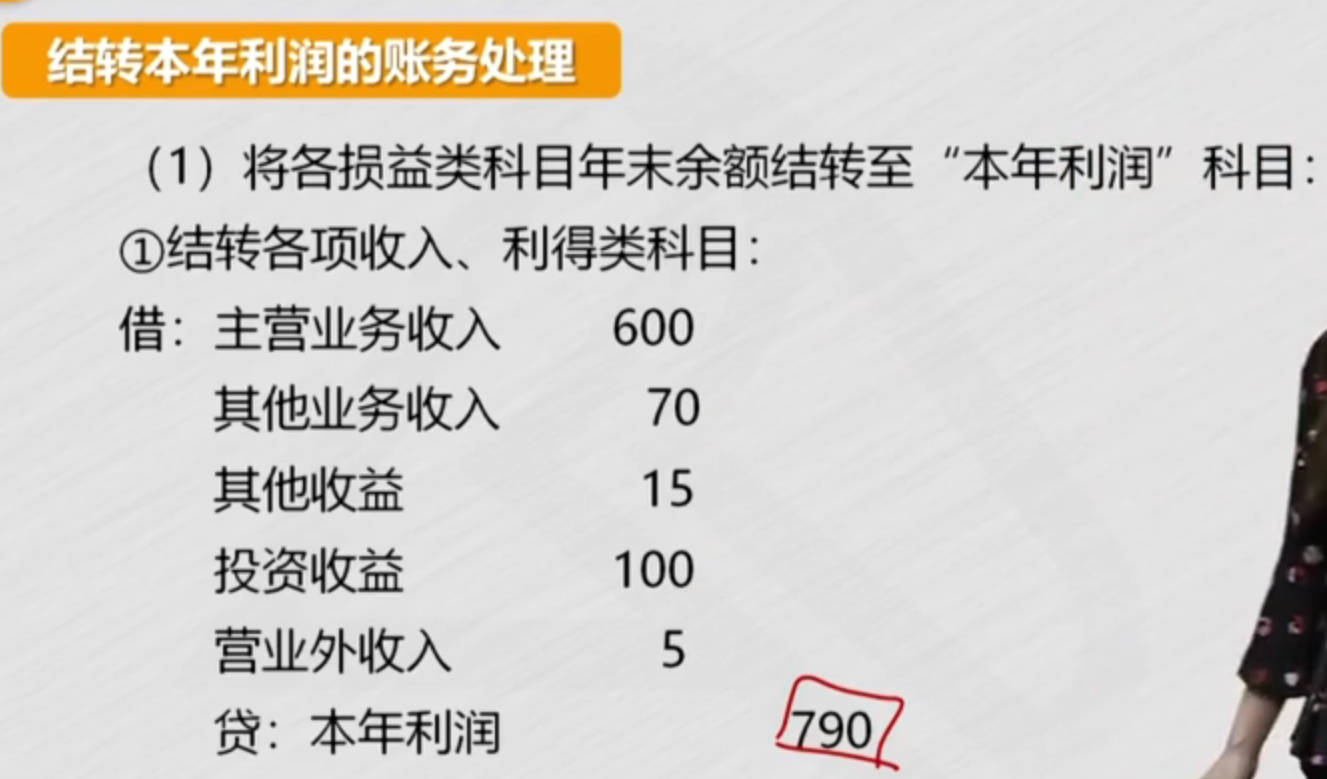 结转本年利润的账务处理
（1）将各损益类科目年末余额结转至“本年利润”科目：
①结转各项收入、利得类科目：
借：主营业务收入 600
其他业务收入 70
其他收益 15
投资收益 100
营业外收入 5
贷：本年利润 790